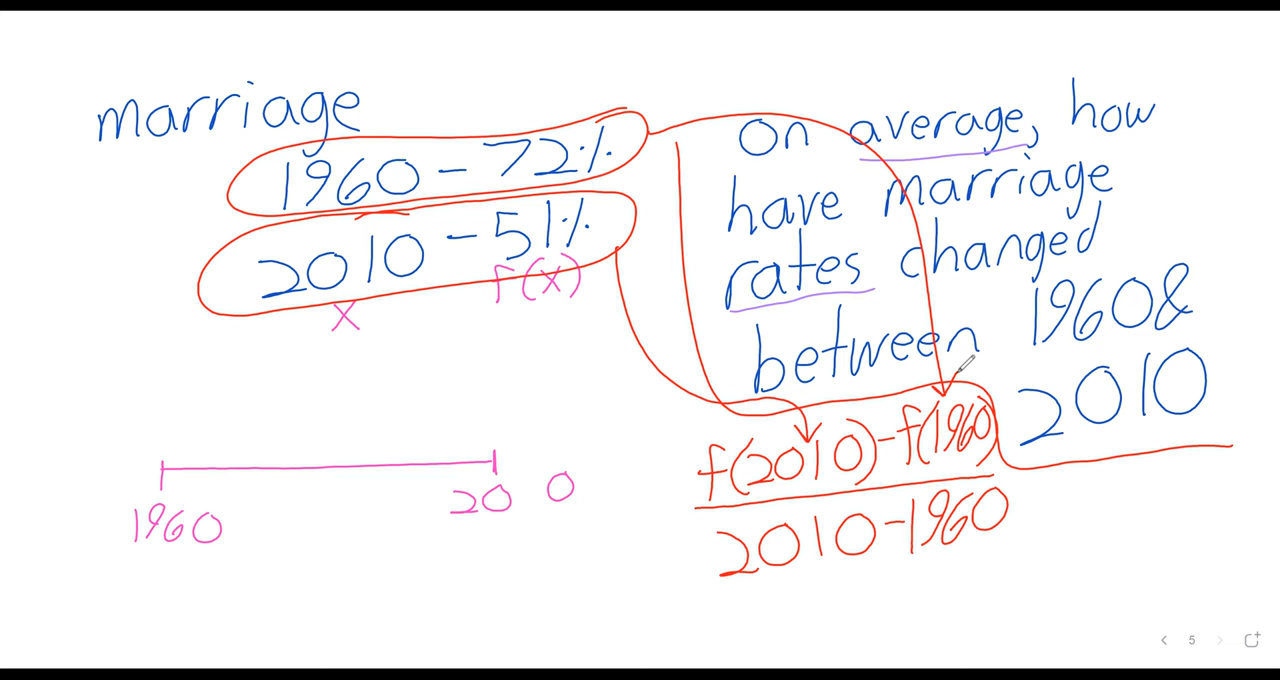 marriage
1960 - 72%
2010 - 51%
x
f(x)
1960
20 0
On average, how
have marriage
rates changed
between 1960 &
2010
f(2010) - f(1960)
2010 - 1960
5